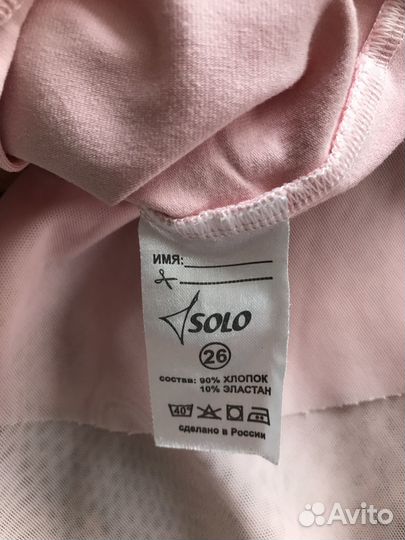 ИМЯ:
SOLO
26
состав: 90% ХЛОПОК
10% ЭЛАСТАН
40°
сделано в России
Avito